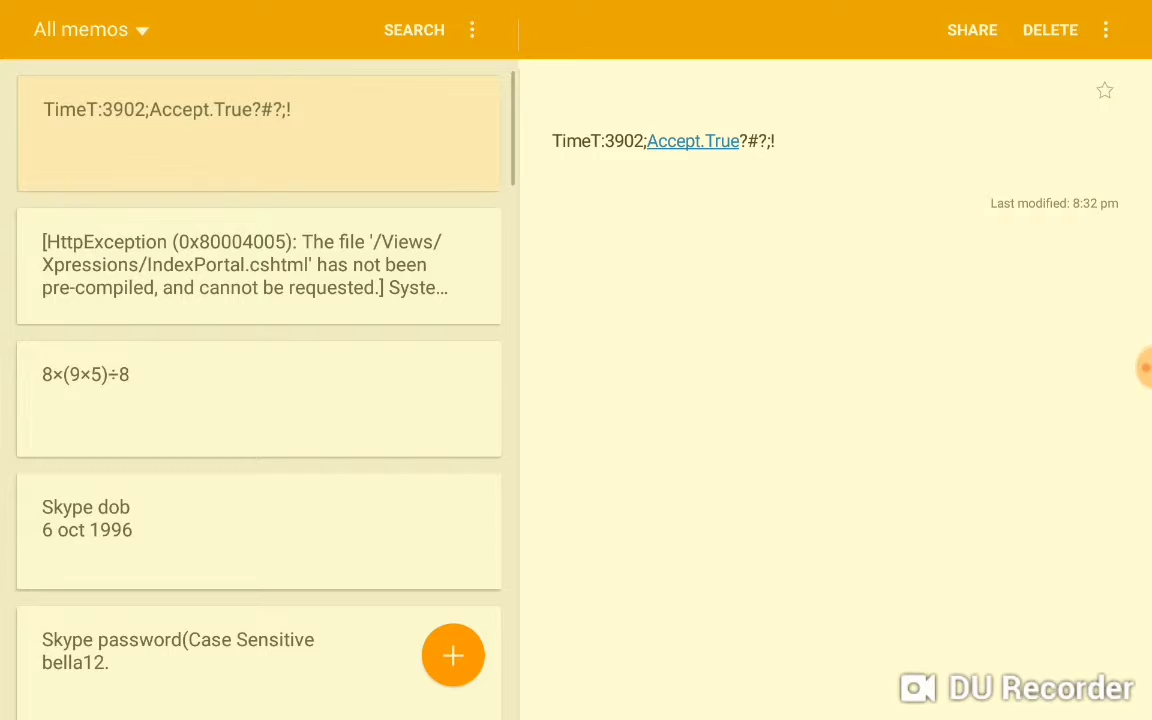 All memos
SEARCH
SHARE
DELETE
TimeT:3902;Accept.True?#?;!
[HttpException (0x80004005): The file '/Views/
Xpressions/IndexPortal.cshtml' has not been
pre-compiled, and cannot be requested.] Syste...
8×(9×5)÷8
Skype dob
6 oct 1996
Skype password(Case Sensitive
bella12.
TimeT:3902;Accept.True?#?;!
Last modified: 8:32 pm
DU Recorder